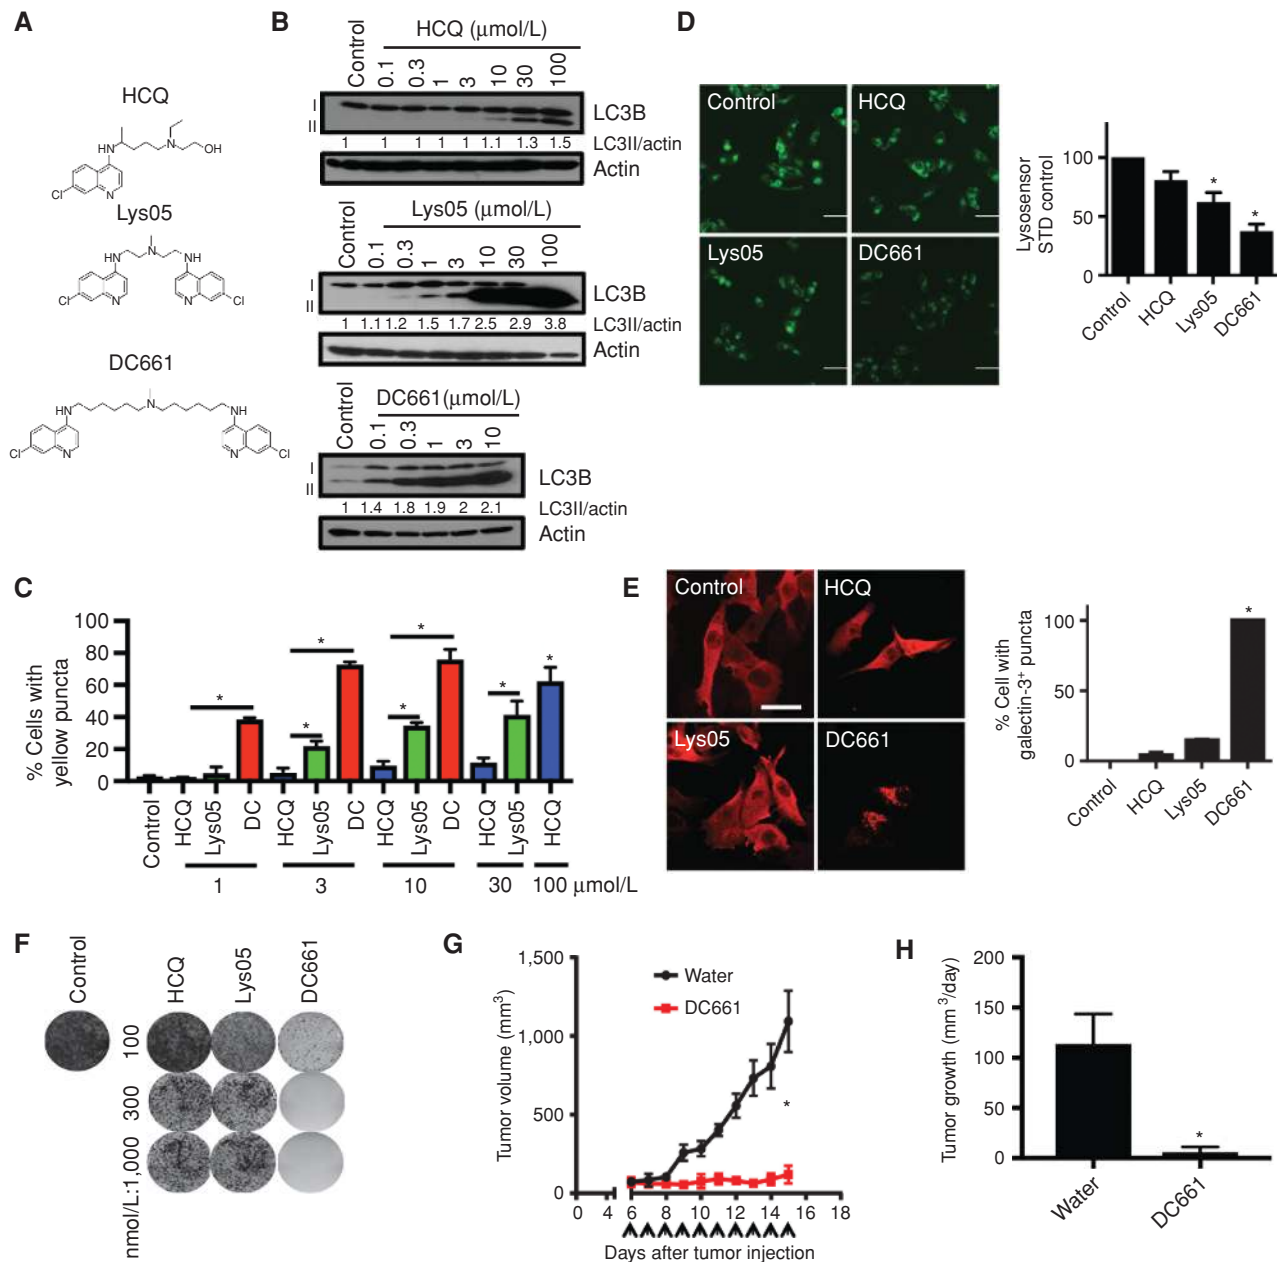 A
HCQ
HN
N
OH
Cl
N
Lys05
HN
N
NH
Cl
N
N
Cl
DC661
HN
N
NH
Cl
N
N
Cl
B
HCQ (μmol/L)
Control 0.1 0.3 1 3 10 30 100
I
II
LC3B
1 1 1 1 1 1.1 1.3 1.5 LC3II/actin
Actin
Lys05 (μmol/L)
Control 0.1 0.3 1 3 10 30 100
I
II
LC3B
1 1.1 1.2 1.5 1.7 2.5 2.9 3.8 LC3II/actin
Actin
DC661(μmol/L)
Control 0.1 0.3 1 3 10
I
II
LC3B
1 1.4 1.8 1.9 2 2.1 LC3II/actin
Actin
C
% Cells with
yellow puncta
100
80
60
40
20
0
* * * * * * *
Control HCQ Lys05 DC HCQ Lys05 DC HCQ Lys05 DC HCQ Lys05 HCQ
1 3 10 30 100 μmol/L
D
Control HCQ
Lys05 DC661
Lysosensor
STD control
100
50
0
* *
Control HCQ Lys05 DC661
E
Control HCQ
Lys05 DC661
% Cell with
galectin-3⁺ puncta
100
50
0
*
Control HCQ Lys05 DC661
F
Control HCQ Lys05 DC661
nmol/L:1,000 300 100
G
Tumor volume (mm³)
1,500
1,000
500
0
Water
DC661
*
0 4 6 8 10 12 14 16 18
Days after tumor injection
H
Tumor growth (mm³/day)
200
150
100
50
0
*
Water DC661